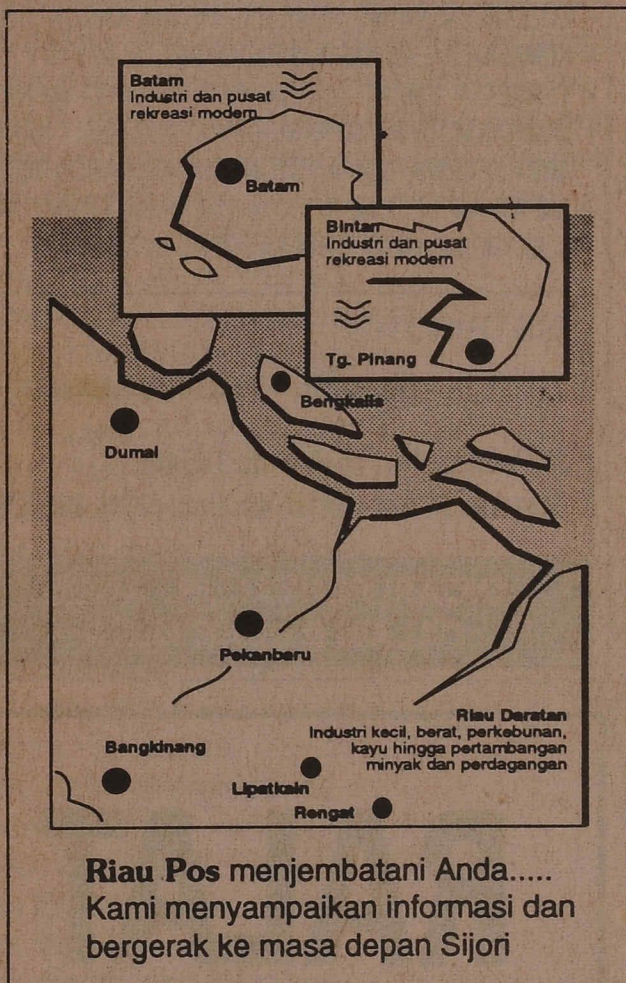 Batam
Industri dan pusat
rekreasi modern
Batam
Bintan
Industri dan pusat
rekreasi modern
Tg. Pinang
Bengkalis
Dumai
Pekanbaru
Riau Daratan
Industri kecil, berat, perkebunan,
kayu hingga pertambangan
minyak dan perdagangan
Bangkinang
Lipatkain
Rengat
Riau Pos menjembatani Anda.....
Kami menyampaikan informasi dan
bergerak ke masa depan Sijori